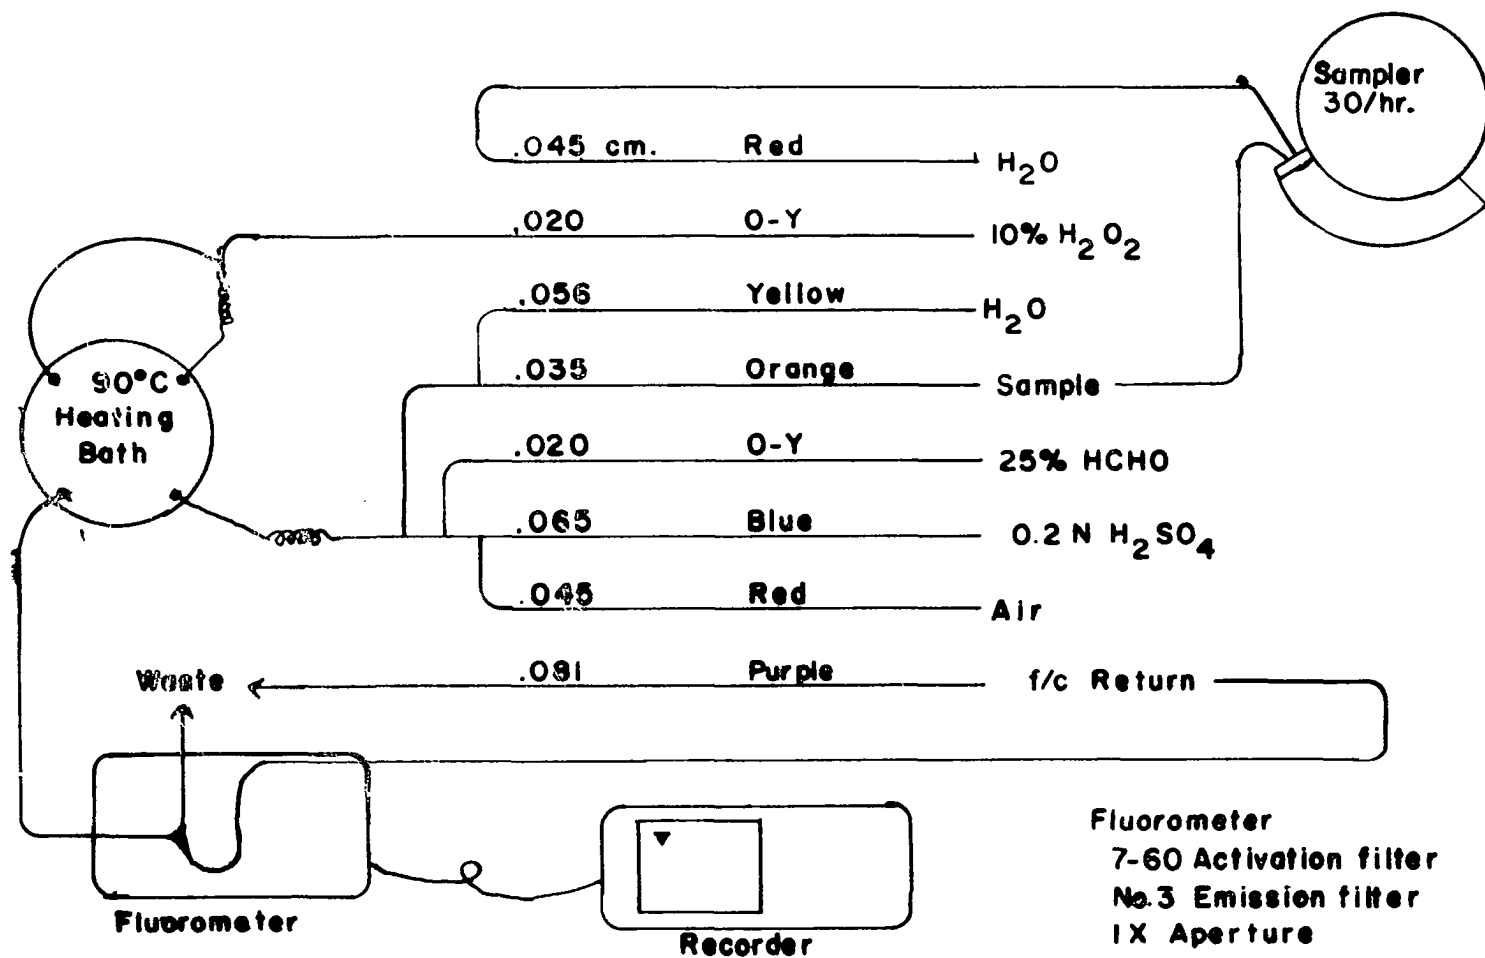 Sampler
30/hr.
.045 cm. Red H2O
.020 O-Y 10% H2O2
.056 Yellow H2O
.035 Orange Sample
.020 O-Y 25% HCHO
.065 Blue 0.2 N H2SO4
.045 Red Air
.081 Purple f/c Return
90°C
Heating
Bath
Waste
Fluorometer
Recorder
Fluorometer
7-60 Activation filter
No.3 Emission filter
1X Aperture